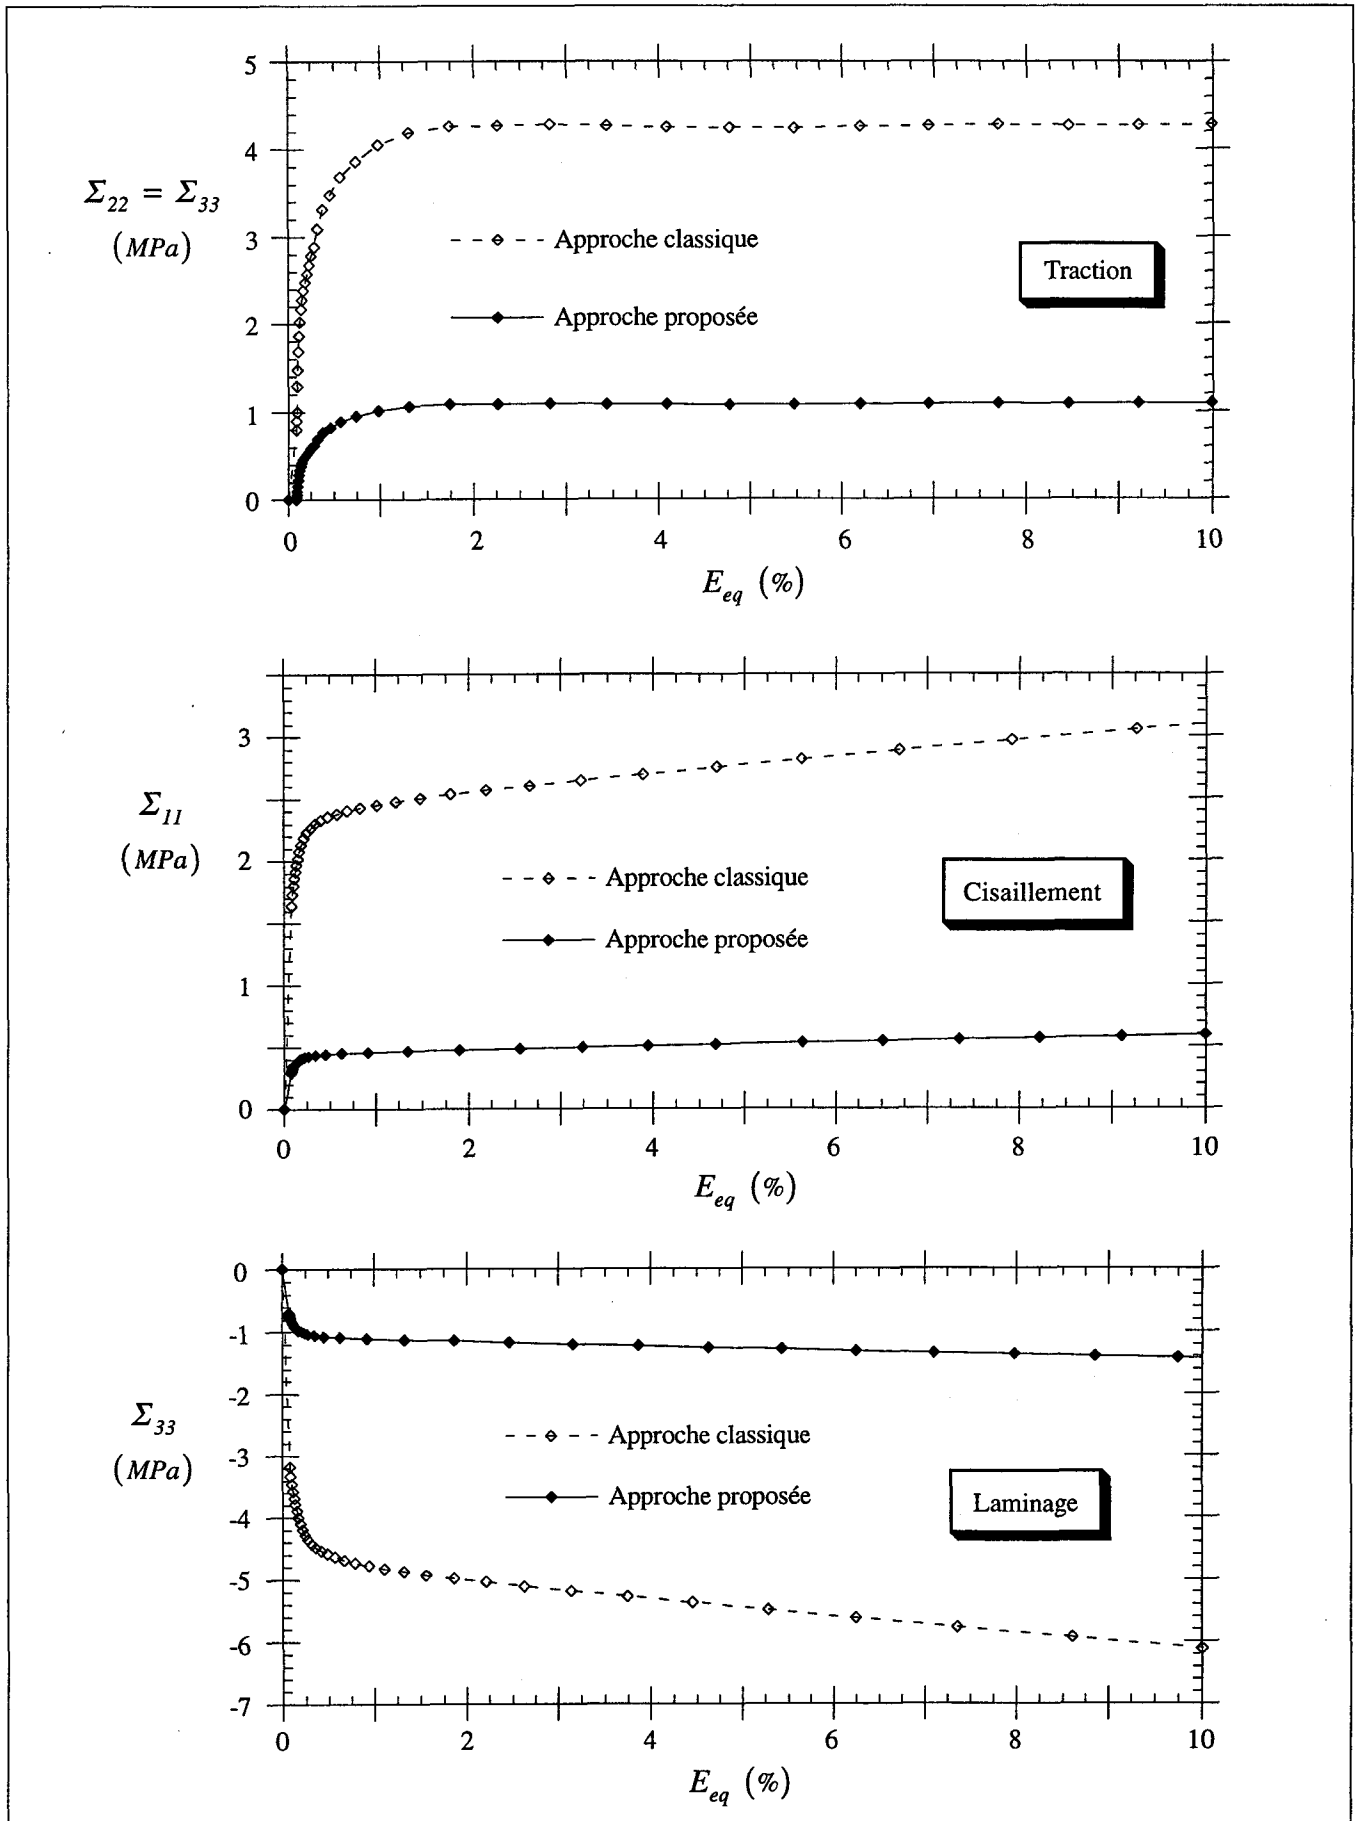 5
4
Σ22 = Σ33
(MPa)
3
Approche classique
Traction
2
Approche proposée
1
0
0 2 4 6 8 10
Eeq (%)
3
Σ11
(MPa)
2
Approche classique
Cisaillement
Approche proposée
1
0
0 2 4 6 8 10
Eeq (%)
0
-1
-2
Σ33
(MPa)
Approche classique
-3
Approche proposée
Laminage
-4
-5
-6
-7
0 2 4 6 8 10
Eeq (%)